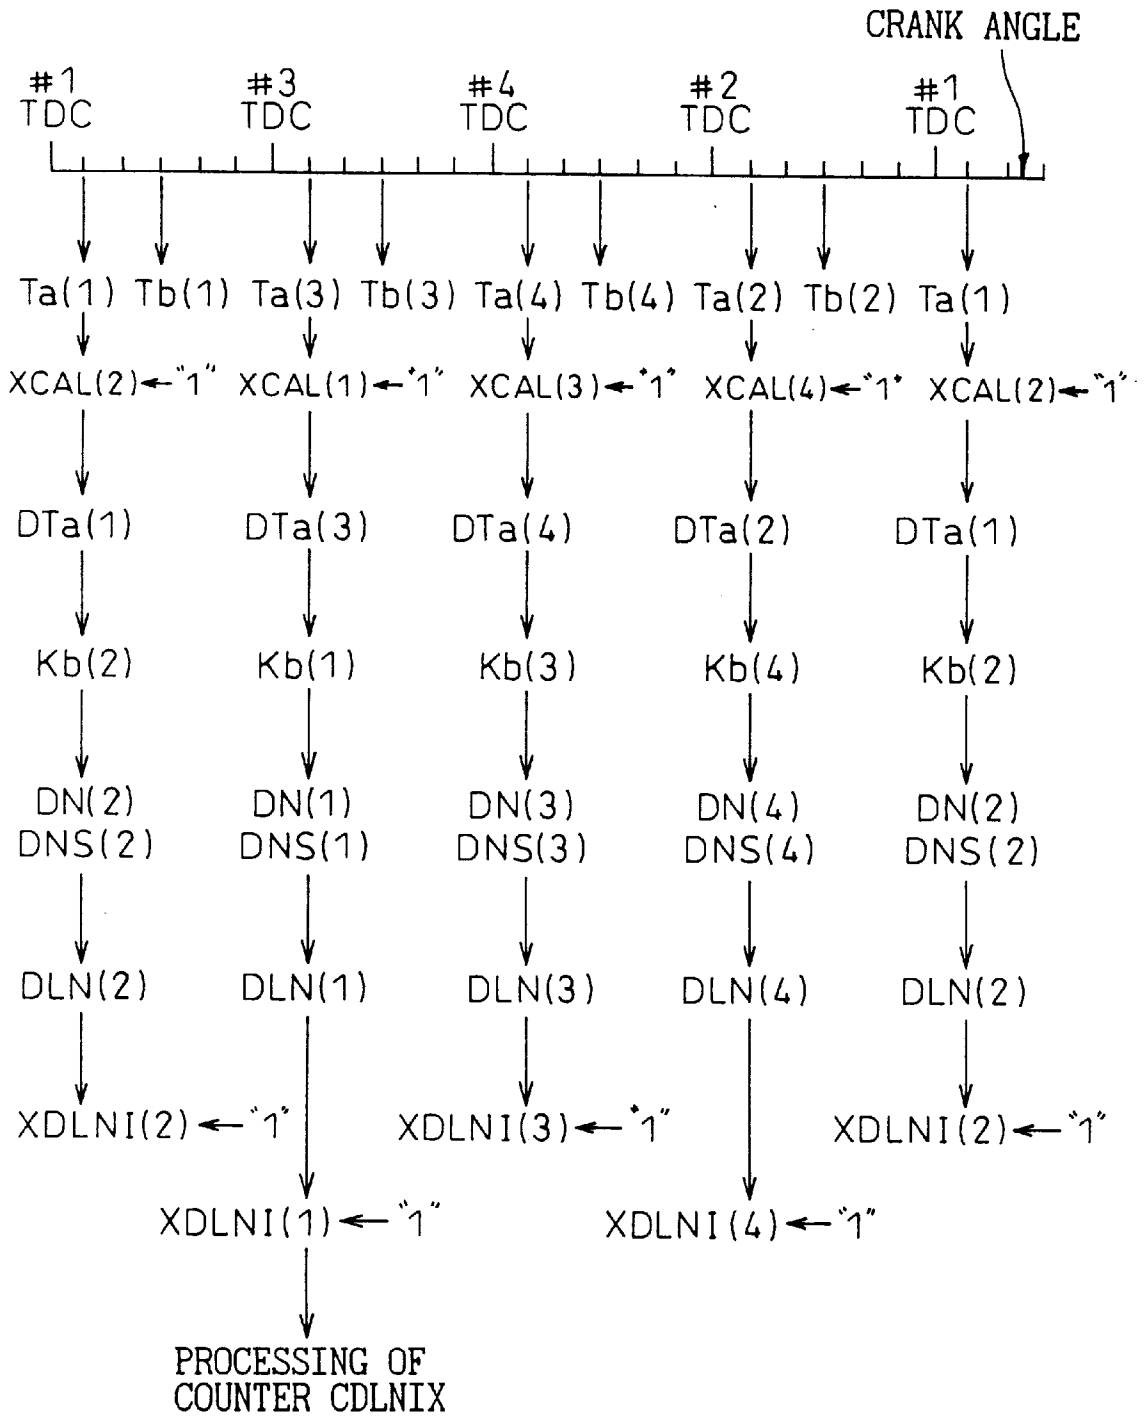 CRANK ANGLE
#1 #3 #4 #2 #1
TDC TDC TDC TDC TDC
Ta(1) Tb(1) Ta(3) Tb(3) Ta(4) Tb(4) Ta(2) Tb(2) Ta(1)
XCAL(2)←"1" XCAL(1)←"1" XCAL(3)←"1" XCAL(4)←"1" XCAL(2)←"1"
DTa(1) DTa(3) DTa(4) DTa(2) DTa(1)
Kb(2) Kb(1) Kb(3) Kb(4) Kb(2)
DN(2) DN(1) DN(3) DN(4) DN(2)
DNS(2) DNS(1) DNS(3) DNS(4) DNS(2)
DLN(2) DLN(1) DLN(3) DLN(4) DLN(2)
XDLNI(2)←"1" XDLNI(3)←"1" XDLNI(2)←"1"
XDLNI(1)←"1" XDLNI(4)←"1"
PROCESSING OF
COUNTER CDLNIX